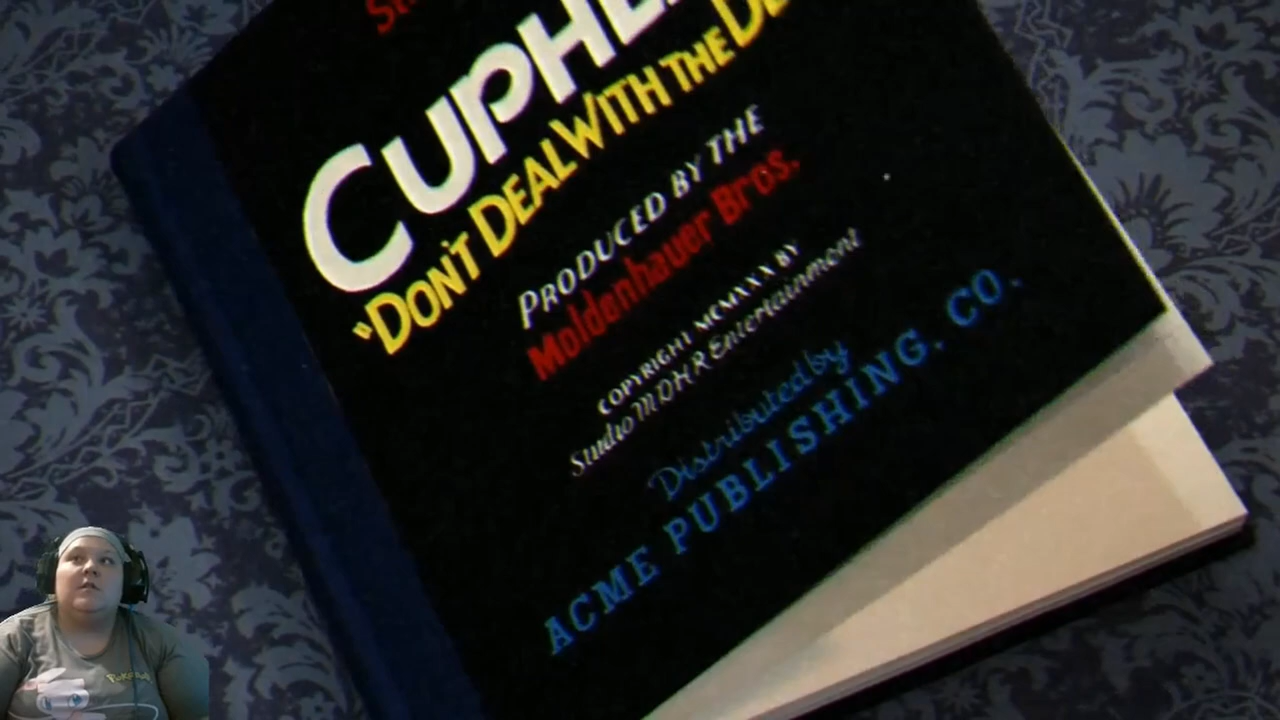 CUPHE
"DON'T DEAL WITH THE DE
PRODUCED BY THE
Moldenhauer Bros.
COPYRIGHT MCMXXX BY
Studio MDHR Entertainment
Distributed by
ACME PUBLISHING. CO.